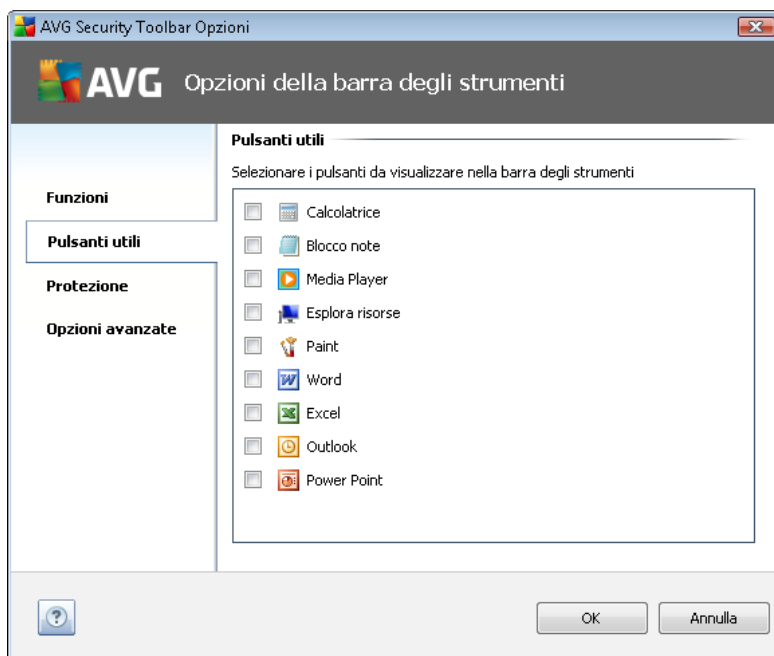 AVG Security Toolbar Opzioni
AVG Opzioni della barra degli strumenti
Funzioni
Pulsanti utili
Protezione
Opzioni avanzate
Pulsanti utili
Selezionare i pulsanti da visualizzare nella barra degli strumenti
Calcolatrice
Blocco note
Media Player
Esplora risorse
Paint
Word
Excel
Outlook
Power Point
?
OK
Annulla